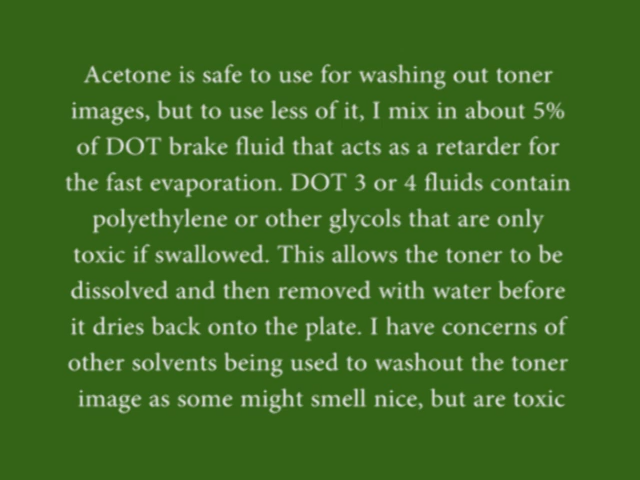 Acetone is safe to use for washing out toner
images, but to use less of it, I mix in about 5%
of DOT brake fluid that acts as a retarder for
the fast evaporation. DOT 3 or 4 fluids contain
polyethylene or other glycols that are only
toxic if swallowed. This allows the toner to be
dissolved and then removed with water before
it dries back onto the plate. I have concerns of
other solvents being used to washout the toner
image as some might smell nice, but are toxic